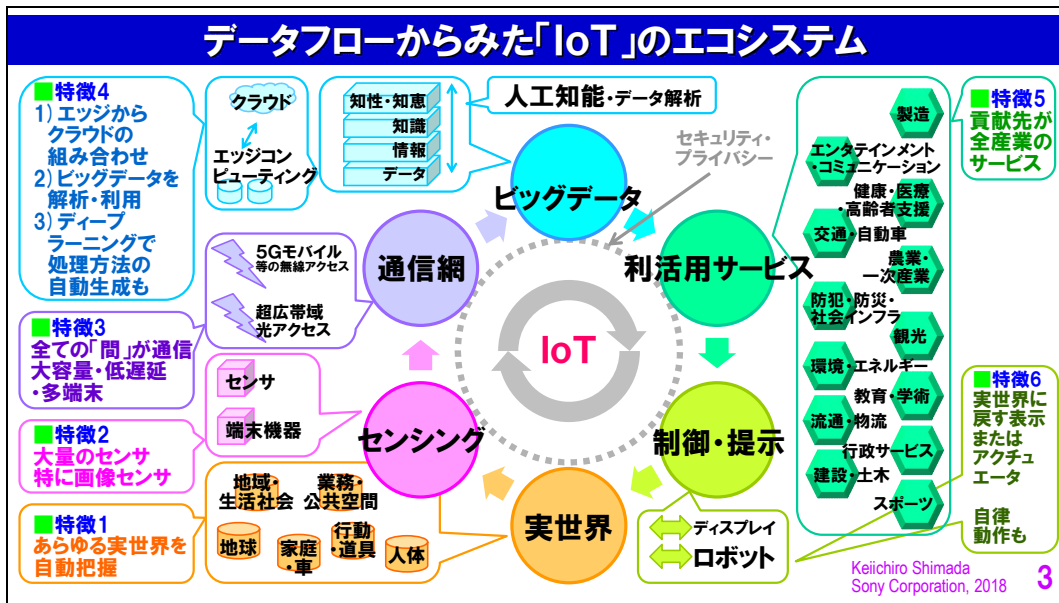 データフローからみた「IoT」のエコシステム
■特徴4
1)エッジから
クラウドの
組み合わせ
2)ビッグデータを
解析・利用
3)ディープ
ラーニングで
処理方法の
自動生成も
クラウド
エッジコン
ピューティング
知性・知恵
知識
情報
データ
人工知能・データ解析
セキュリティ・
プライバシー
■特徴5
貢献先が
全産業の
サービス
製造
エンタテインメント
・コミュニケーション
健康・医療
・高齢者支援
交通・自動車
農業・
一次産業
防犯・防災・
社会インフラ
観光
環境・エネルギー
教育・学術
流通・物流
行政サービス
建設・土木
スポーツ
ビッグデータ
通信網
利活用サービス
IoT
センシング
制御・提示
実世界
5Gモバイル
等の無線アクセス
超広帯域
光アクセス
■特徴3
全ての「間」が通信
大容量・低遅延
・多端末
センサ
端末機器
■特徴2
大量のセンサ
特に画像センサ
地域・
生活社会
業務・
公共空間
地球
家庭
・車
行動
・道具
人体
■特徴1
あらゆる実世界を
自動把握
ディスプレイ
ロボット
■特徴6
実世界に
戻す表示
または
アクチュ
エータ
自律
動作も
Keiichiro Shimada
Sony Corporation, 2018
3